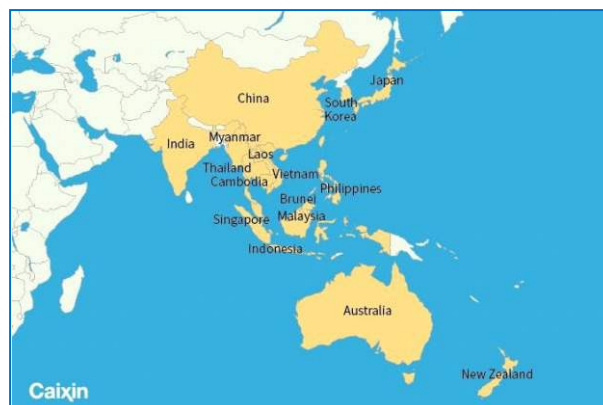 Japan
China
South
Korea
India
Myanmar
Laos
Thailand
Vietnam
Cambodia
Philippines
Brunei
Singapore
Malaysia
Indonesia
Australia
New Zealand
Caixin